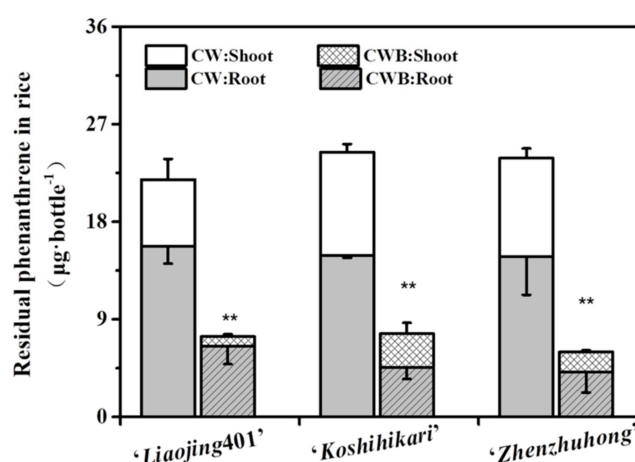 Residual phenanthrene in rice
(μg·bottle⁻¹)
36
27
18
9
0
CW:Shoot
CWB:Shoot
CW:Root
CWB:Root
**
**
**
'Liaojing401'
'Koshihikari'
'Zhenzhuhong'